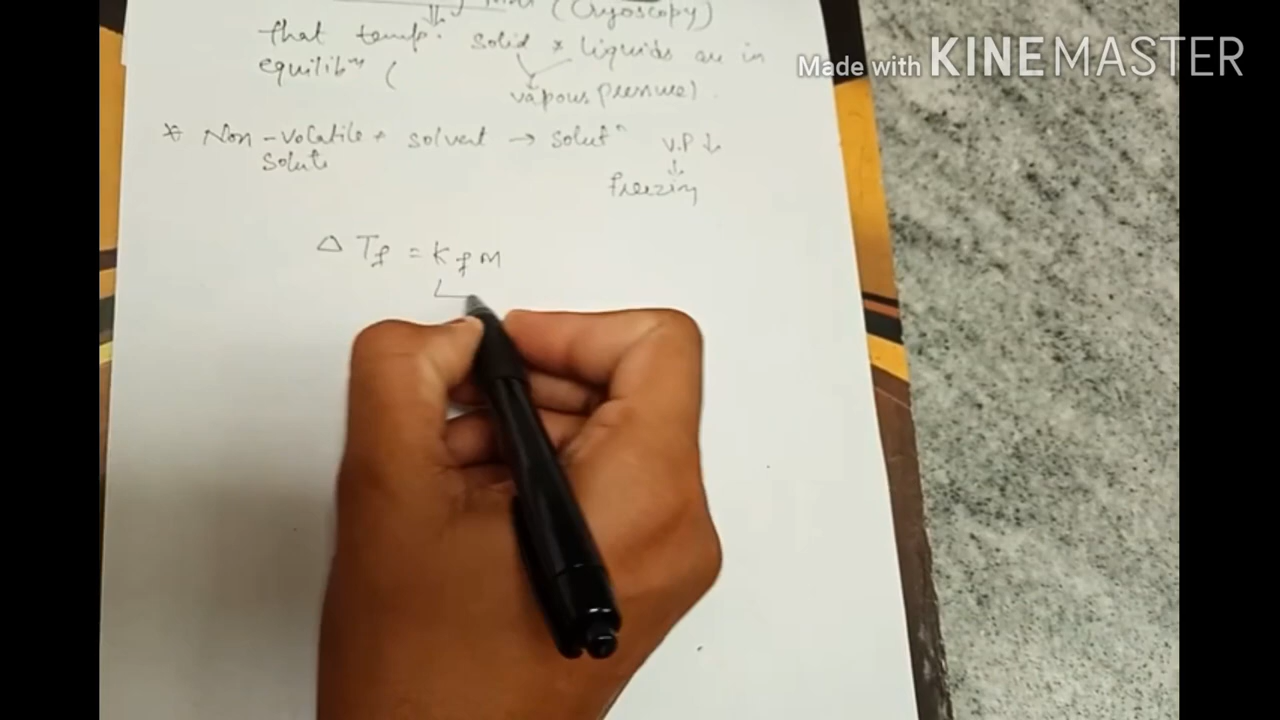 (Cryoscopy)
that temp. solid & liquids are in
equilib^m (
vapour pressure)
* Non-volatile + solvent → solut^n V.P ↓
solute ↓
freezing
Δ Tf = Kf m
Made with KINEMASTER